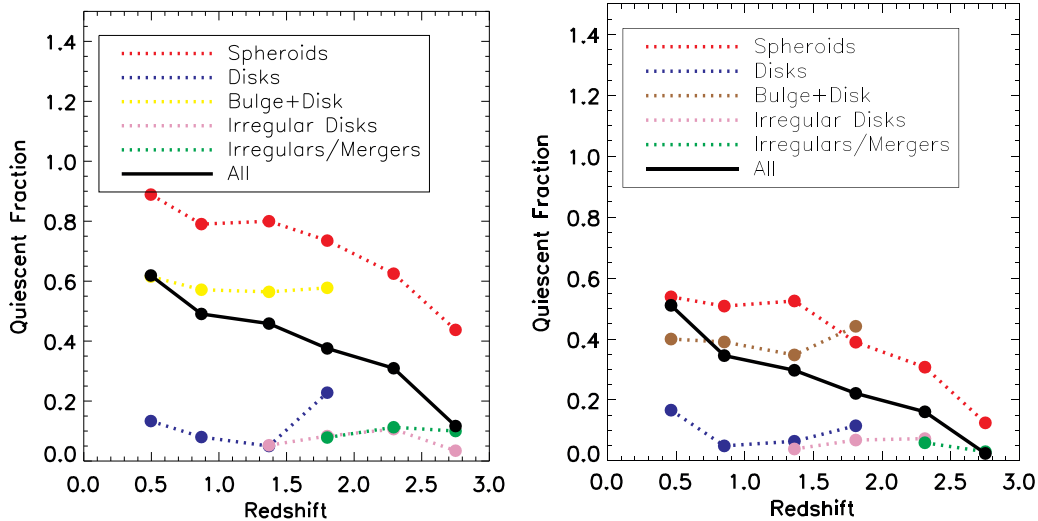 1.4
1.2
1.0
0.8
0.6
0.4
0.2
0.0
Quiescent Fraction
Spheroids
Disks
Bulge+Disk
Irregular Disks
Irregulars/Mergers
All
0.0 0.5 1.0 1.5 2.0 2.5 3.0
Redshift
1.4
1.2
1.0
0.8
0.6
0.4
0.2
0.0
Quiescent Fraction
Spheroids
Disks
Bulge+Disk
Irregular Disks
Irregulars/Mergers
All
0.0 0.5 1.0 1.5 2.0 2.5 3.0
Redshift